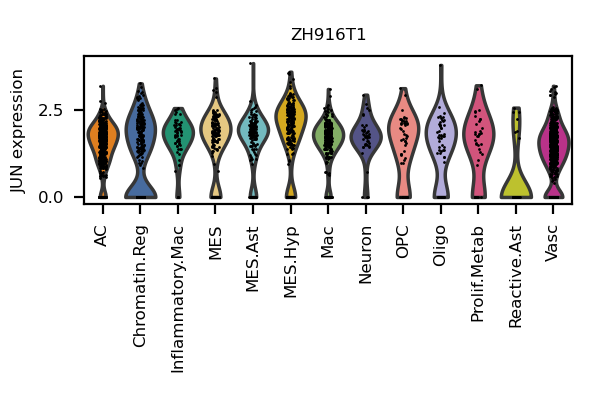 ZH916T1
JUN expression
2.5
0.0
AC
Chromatin.Reg
Inflammatory.Mac
MES
MES.Ast
MES.Hyp
Mac
Neuron
OPC
Oligo
Prolif.Metab
Reactive.Ast
Vasc